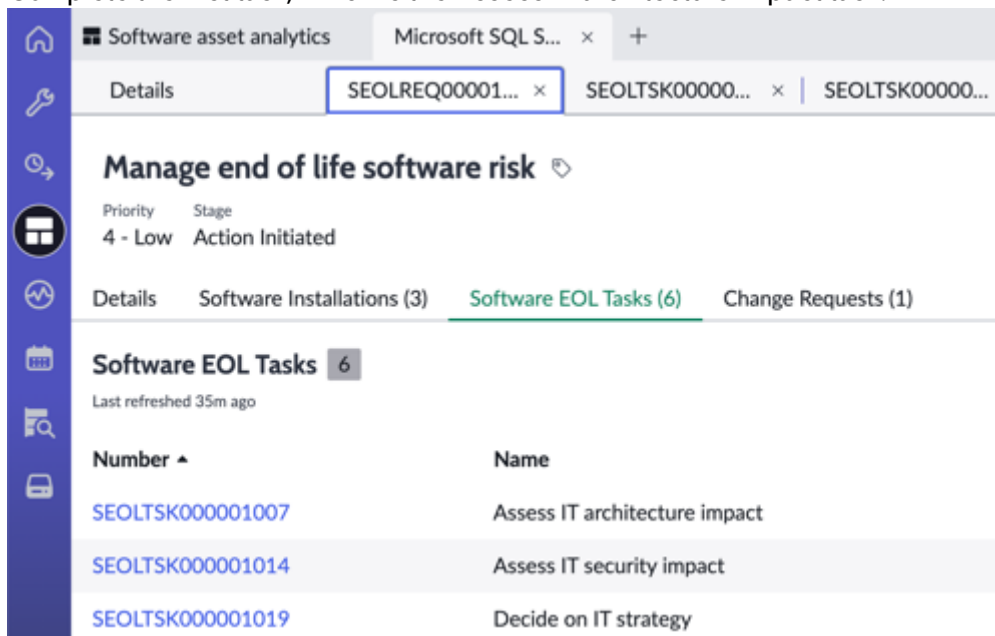 Software asset analytics Microsoft SQL S... × +
Details SEOLREQ00001... × SEOLTSK00000... × SEOLTSK00000...
Manage end of life software risk
Priority Stage
4 - Low Action Initiated
Details Software Installations (3) Software EOL Tasks (6) Change Requests (1)
Software EOL Tasks 6
Last refreshed 35m ago
Number Name
SEOLTSK000001007 Assess IT architecture impact
SEOLTSK000001014 Assess IT security impact
SEOLTSK000001019 Decide on IT strategy